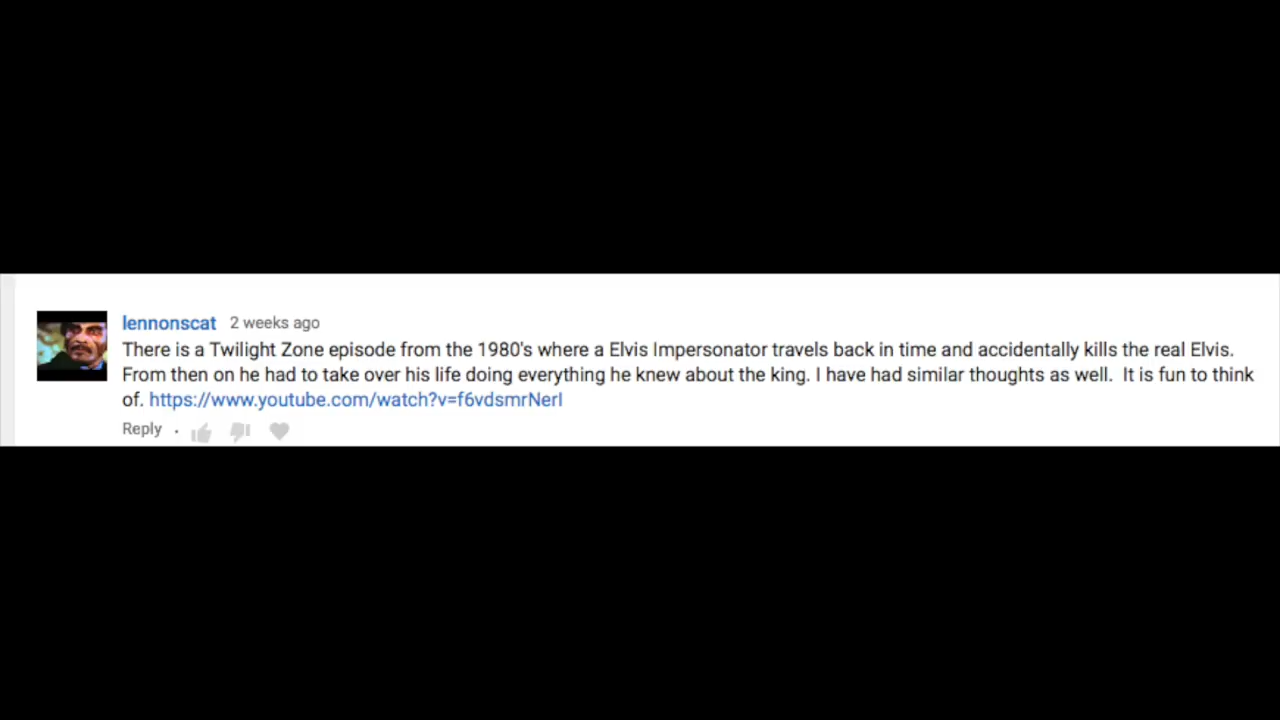 lennonscat 2 weeks ago
There is a Twilight Zone episode from the 1980's where a Elvis Impersonator travels back in time and accidentally kills the real Elvis.
From then on he had to take over his life doing everything he knew about the king. I have had similar thoughts as well.  It is fun to think
of. https://www.youtube.com/watch?v=f6vdsmrNerI
Reply ·